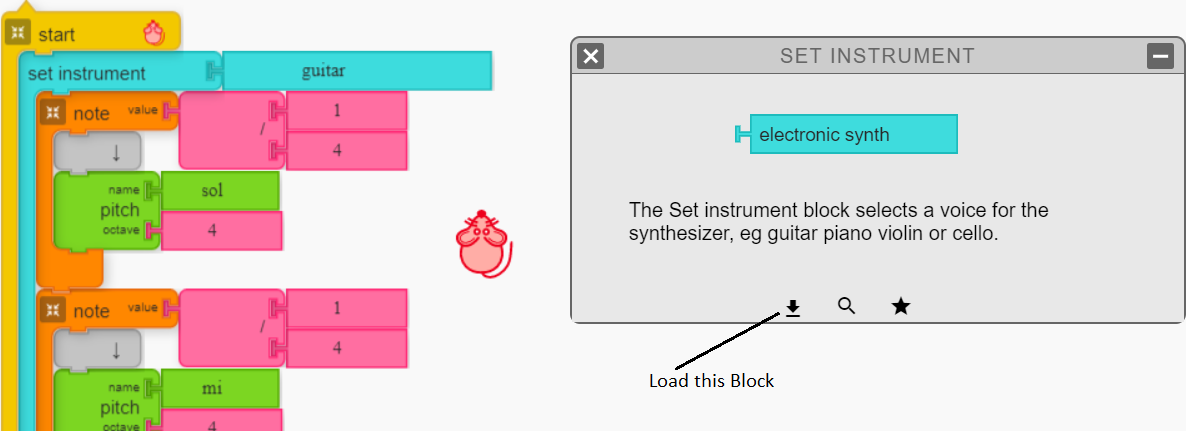 start
set instrument guitar
note value 1
/
4
↓
name sol
pitch
octave 4
note value 1
/
4
↓
name mi
pitch
octave 4
SET INSTRUMENT
electronic synth
The Set instrument block selects a voice for the
synthesizer, eg guitar piano violin or cello.
Load this Block